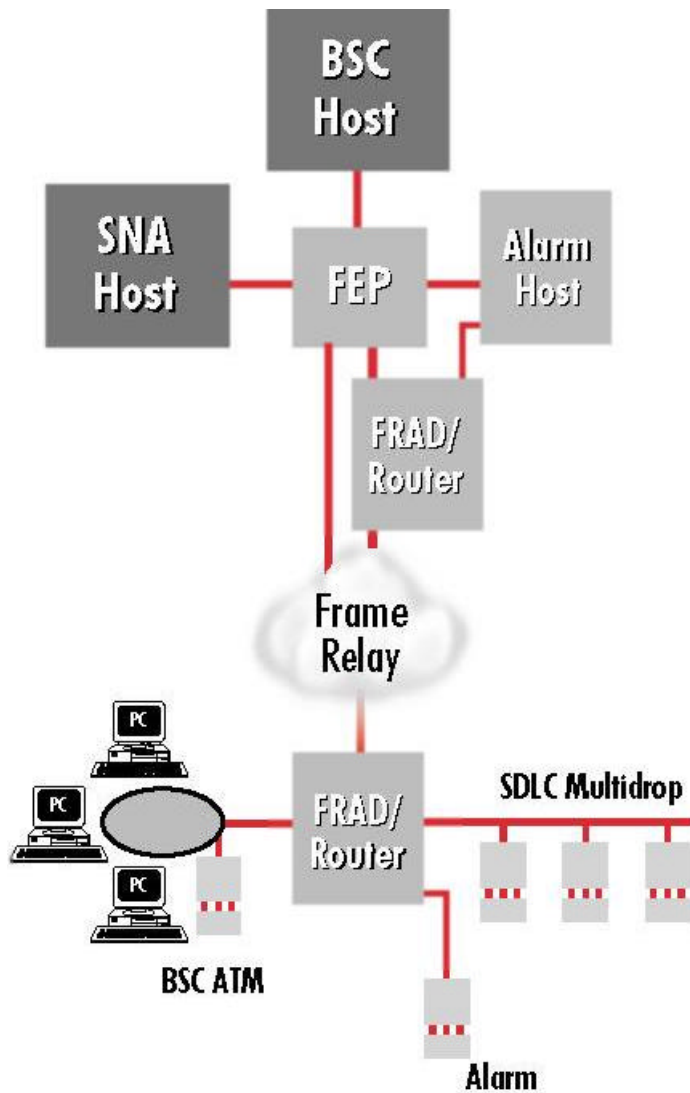 BSC
Host
SNA
Host
FEP
Alarm
Host
FRAD/
Router
Frame
Relay
PC
PC
PC
FRAD/
Router
SDLC Multidrop
BSC ATM
Alarm